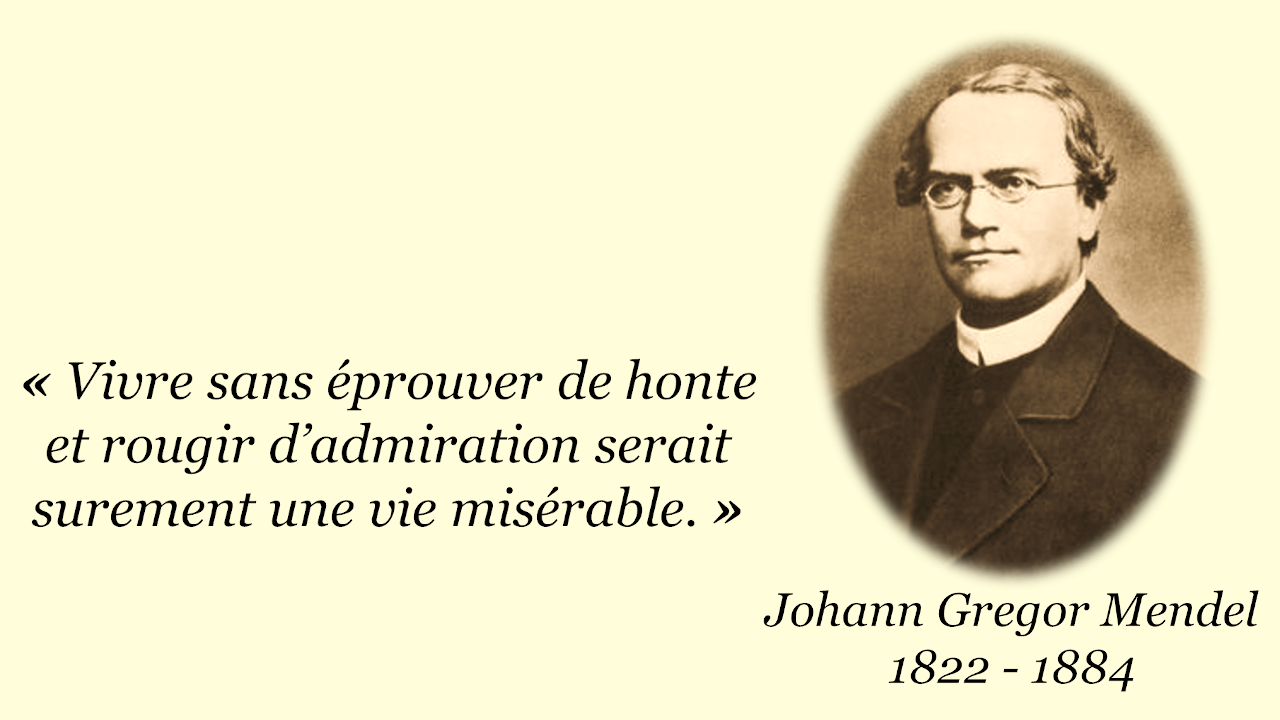 « Vivre sans éprouver de honte
et rougir d’admiration serait
surement une vie misérable. »
Johann Gregor Mendel
1822 - 1884